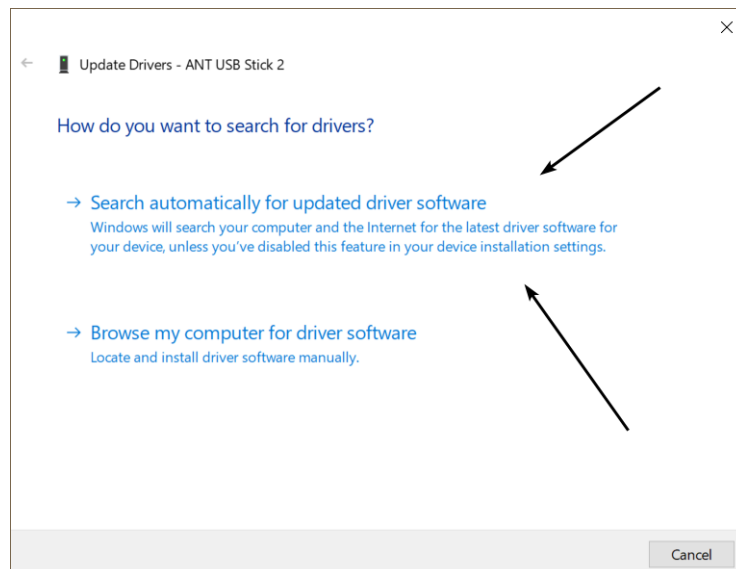 Update Drivers - ANT USB Stick 2
How do you want to search for drivers?
Search automatically for updated driver software
Windows will search your computer and the Internet for the latest driver software for
your device, unless you've disabled this feature in your device installation settings.
Browse my computer for driver software
Locate and install driver software manually.
Cancel